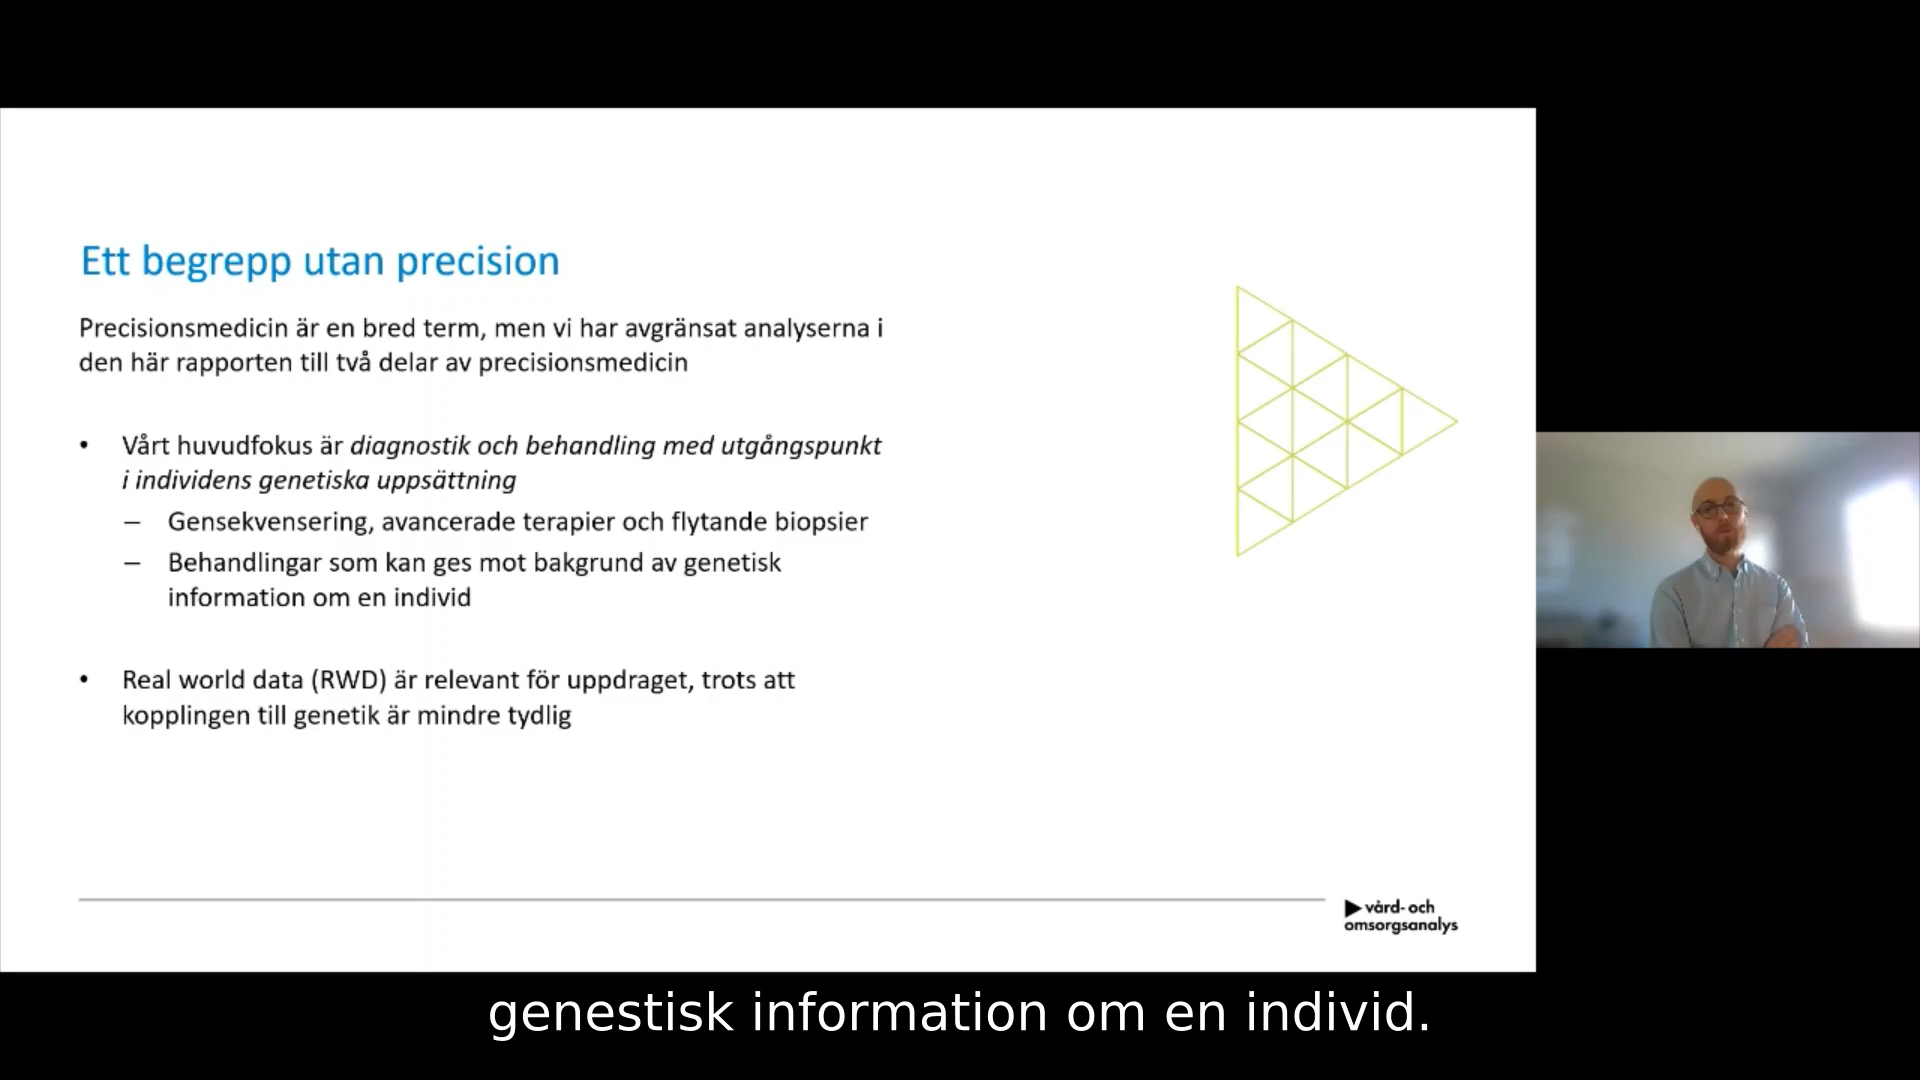 Ett begrepp utan precision
Precisionsmedicin är en bred term, men vi har avgränsat analyserna i
den här rapporten till två delar av precisionsmedicin
• Vårt huvudfokus är diagnostik och behandling med utgångspunkt
i individens genetiska uppsättning
– Gensekvensering, avancerade terapier och flytande biopsier
– Behandlingar som kan ges mot bakgrund av genetisk
information om en individ
• Real world data (RWD) är relevant för uppdraget, trots att
kopplingen till genetik är mindre tydlig
vård- och
omsorgsanalys
genestisk information om en individ.